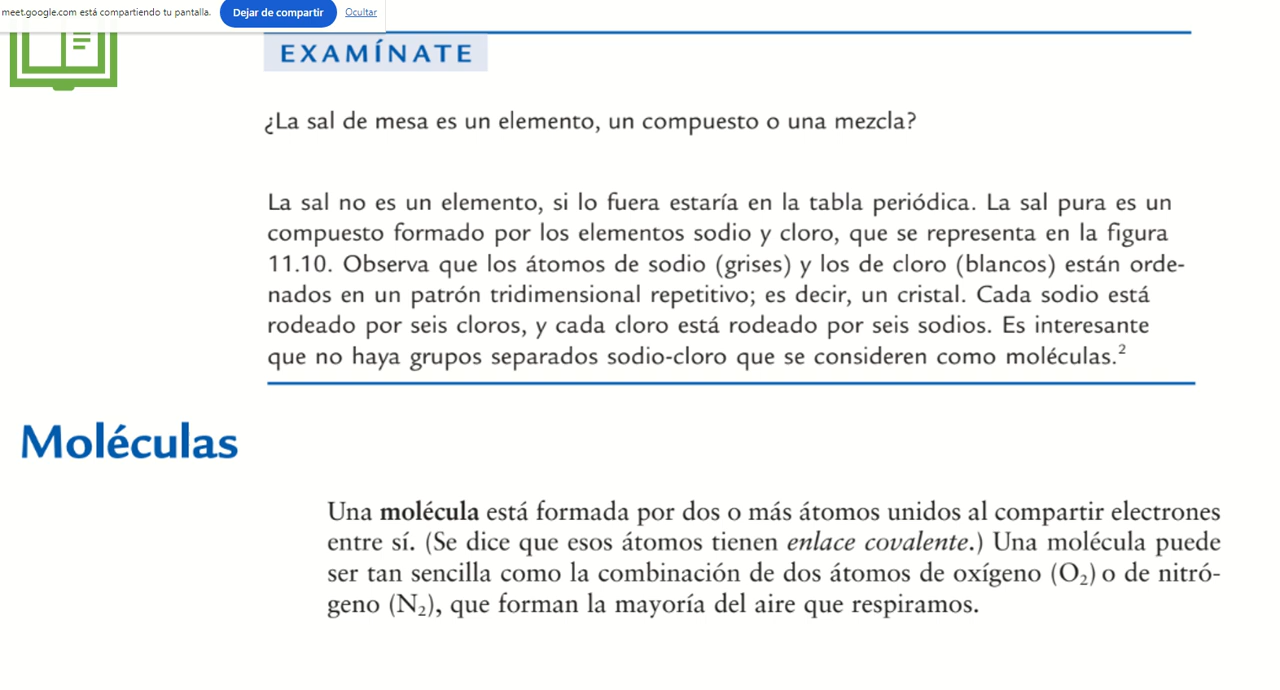 meet.google.com está compartiendo tu pantalla. Dejar de compartir Ocultar
EXAMÍNATE
¿La sal de mesa es un elemento, un compuesto o una mezcla?
La sal no es un elemento, si lo fuera estaría en la tabla periódica. La sal pura es un
compuesto formado por los elementos sodio y cloro, que se representa en la figura
11.10. Observa que los átomos de sodio (grises) y los de cloro (blancos) están orde-
nados en un patrón tridimensional repetitivo; es decir, un cristal. Cada sodio está
rodeado por seis cloros, y cada cloro está rodeado por seis sodios. Es interesante
que no haya grupos separados sodio-cloro que se consideren como moléculas.²
Moléculas
Una molécula está formada por dos o más átomos unidos al compartir electrones
entre sí. (Se dice que esos átomos tienen enlace covalente.) Una molécula puede
ser tan sencilla como la combinación de dos átomos de oxígeno (O₂) o de nitró-
geno (N₂), que forman la mayoría del aire que respiramos.